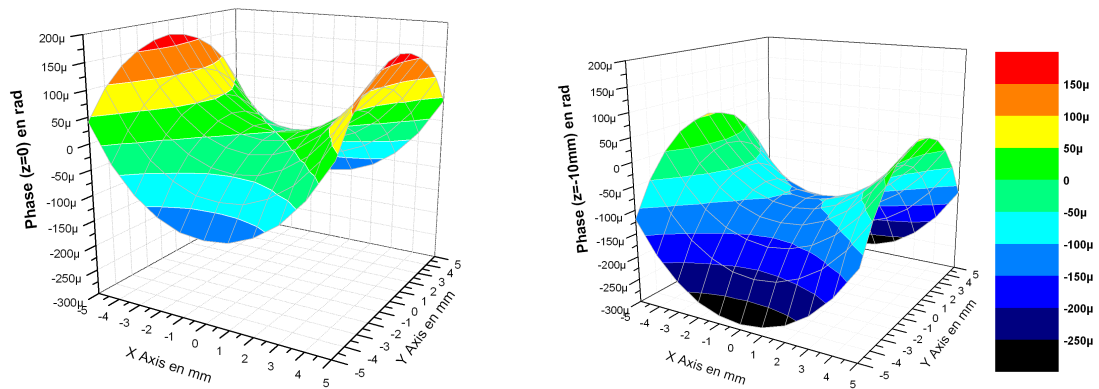 Phase (z=0) en rad
200µ
150µ
100µ
50µ
0
-50µ
-100µ
-150µ
-200µ
-250µ
-300µ
-5
-4
-3
-2
-1
0
1
2
3
4
5
X Axis en mm
-5
-4
-3
-2
-1
0
1
2
3
4
5
Y Axis en mm
Phase (z=-10mm) en rad
200µ
150µ
100µ
50µ
0
-50µ
-100µ
-150µ
-200µ
-250µ
-300µ
-5
-4
-3
-2
-1
0
1
2
3
4
5
X Axis en mm
-5
-4
-3
-2
-1
0
1
2
3
4
5
Y Axis en mm
150µ
100µ
50µ
0
-50µ
-100µ
-150µ
-200µ
-250µ